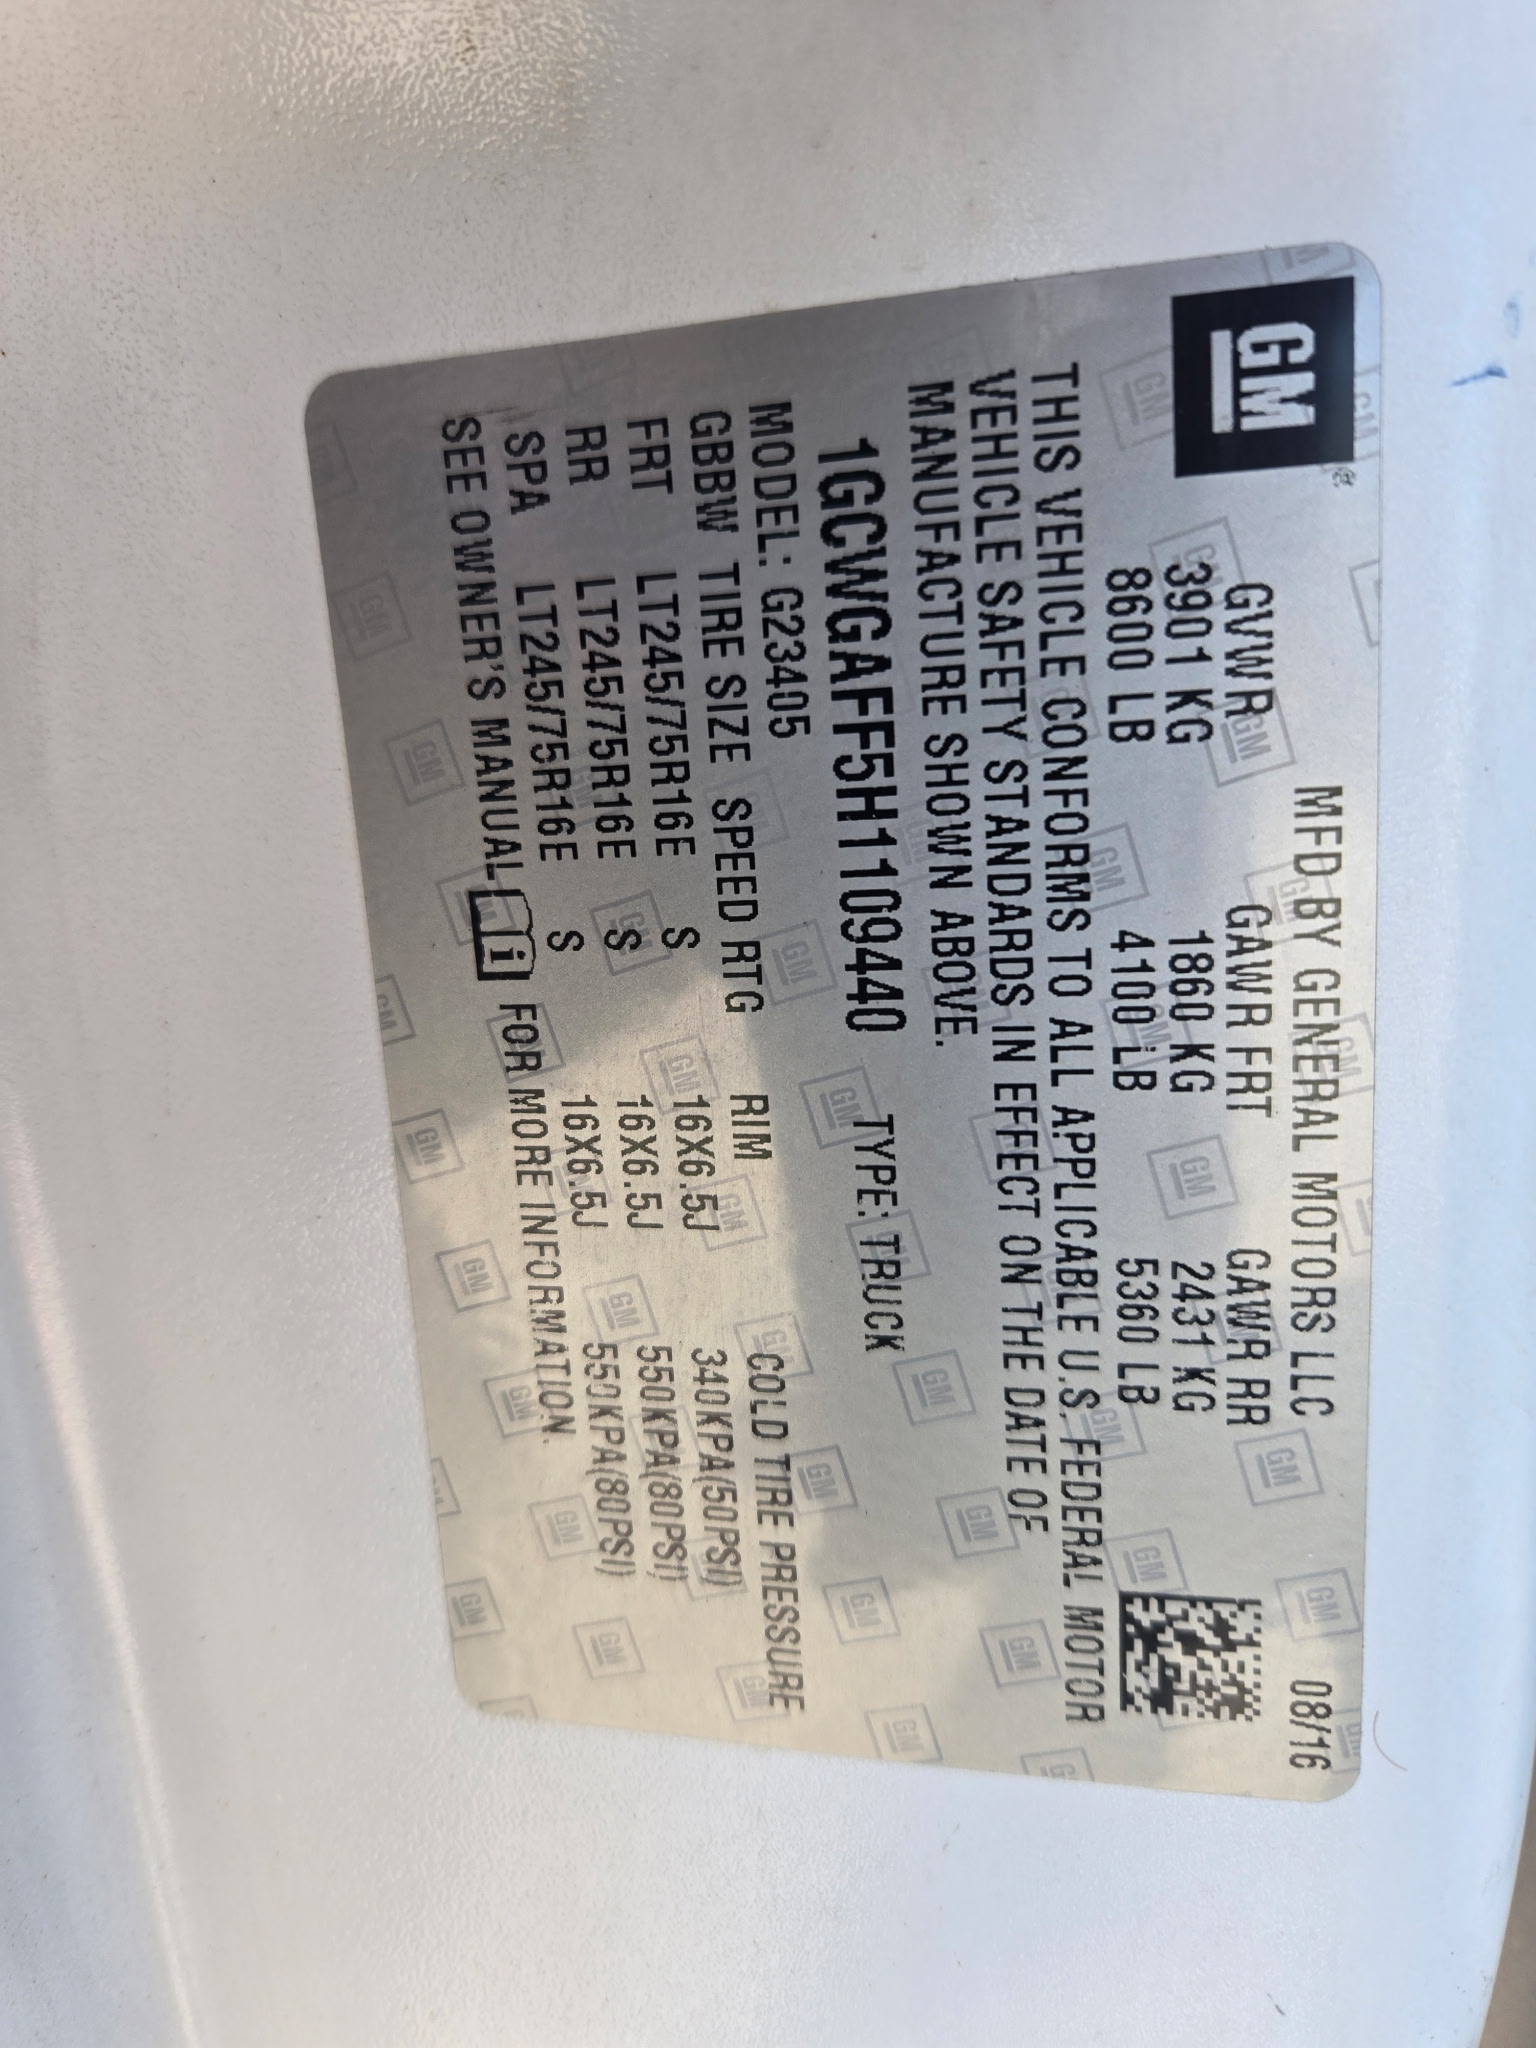 GM®
MFD BY GENERAL MOTORS LLC 08/16
GVWR GAWR FRT GAWR RR
3901 KG 1860 KG 2431 KG
8600 LB 4100 LB 5360 LB
THIS VEHICLE CONFORMS TO ALL APPLICABLE U.S. FEDERAL MOTOR
VEHICLE SAFETY STANDARDS IN EFFECT ON THE DATE OF
MANUFACTURE SHOWN ABOVE.
1GCWGAFF5H1109440 TYPE: TRUCK
MODEL: G23405
GBBW TIRE SIZE SPEED RTG RIM COLD TIRE PRESSURE
FRT LT245/75R16E S 16X6.5J 340KPA(50PSI)
RR LT245/75R16E S 16X6.5J 550KPA(80PSI)
SPA LT245/75R16E S 16X6.5J 550KPA(80PSI)
SEE OWNER'S MANUAL i FOR MORE INFORMATION.